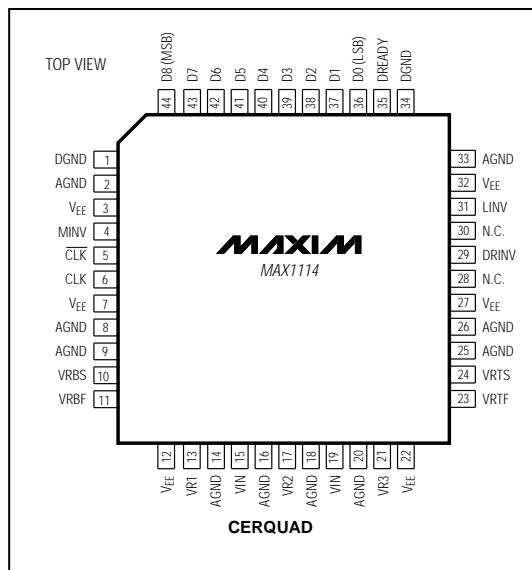 TOP VIEW
D8 (MSB)
D7
D6
D5
D4
D3
D2
D1
D0 (LSB)
DREADY
DGND
44
43
42
41
40
39
38
37
36
35
34
DGND 1
AGND 2
VEE 3
MINV 4
CLK 5
CLK 6
VEE 7
AGND 8
AGND 9
VRBS 10
VRBF 11
MAXIM
MAX1114
33 AGND
32 VEE
31 LINV
30 N.C.
29 DRINV
28 N.C.
27 VEE
26 AGND
25 AGND
24 VRTS
23 VRTF
12
13
14
15
16
17
18
19
20
21
22
VEE
VR1
AGND
VIN
AGND
VR2
AGND
VIN
AGND
VR3
VEE
CERQUAD